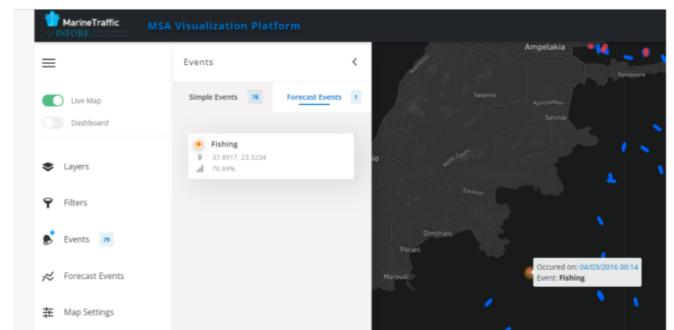 MarineTraffic
INFORE
MSA Visualization Platform
Events
Simple Events 78
Forecast Events 1
Live Map
Dashboard
Fishing
37.8917, 23.5234
76.69%
Layers
Filters
Events 79
Forecast Events
Map Settings
Ampelakia
Kynosoura
Salamis
Selinia
Dimitrani
Perani
Maroudi
Occured on: 04/03/2016 00:14
Event: Fishing